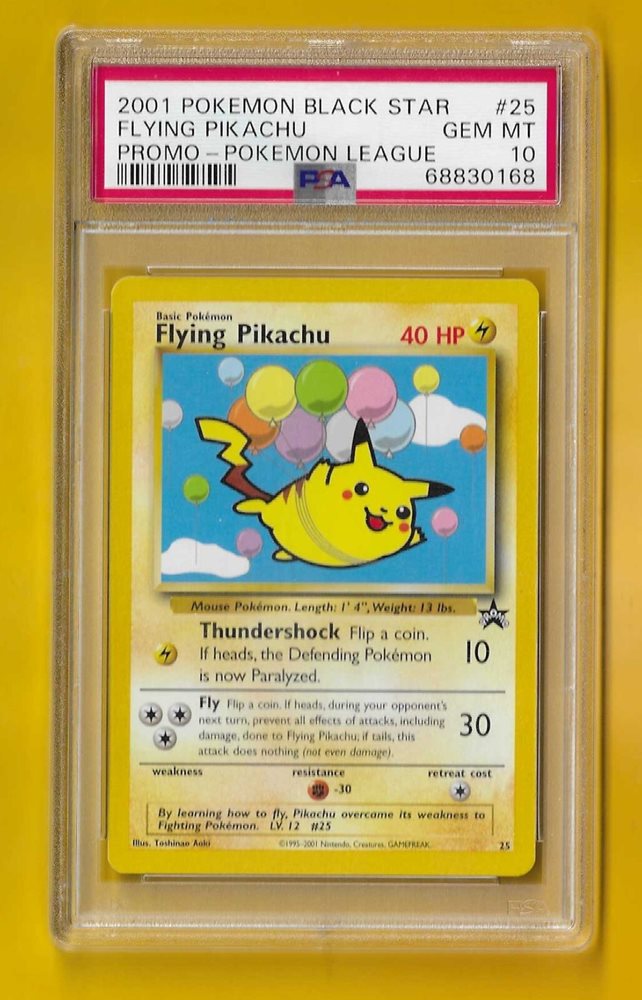 2001 POKEMON BLACK STAR #25
FLYING PIKACHU GEM MT
PROMO - POKEMON LEAGUE 10
PSA 68830168
Basic Pokémon
Flying Pikachu 40 HP
Mouse Pokémon. Length: 1' 4", Weight: 13 lbs.
PROMO
Thundershock Flip a coin.
If heads, the Defending Pokémon 10
is now Paralyzed.
Fly Flip a coin. If heads, during your opponent's
next turn, prevent all effects of attacks, including 30
damage, done to Flying Pikachu; if tails, this
attack does nothing (not even damage).
weakness resistance retreat cost
-30
By learning how to fly, Pikachu overcame its weakness to
Fighting Pokémon. LV. 12 #25
Illus. Toshinao Aoki ©1995-2001 Nintendo, Creatures, GAMEFREAK. 25
PSA